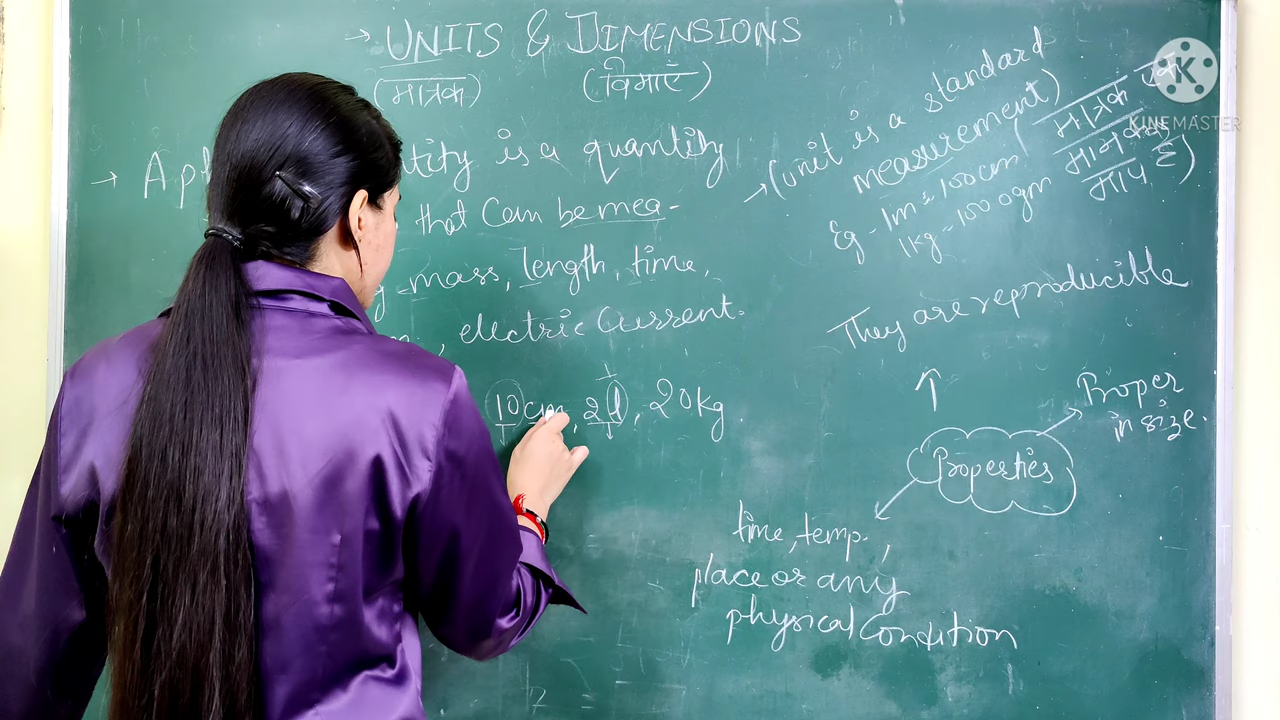 → UNITS & DIMENSIONS
(मात्रक) (विमाएं)
→ A ph tity is a quantity
that Can be mea-
g - mass, length, time,
m, electric Current.
10cm, 2l, 20kg.
→ (unit is a standard
measurement)
Eg - 1m = 100cm
1kg - 1000gm
(मात्रक एक
मानक
माप है)
They are reproducible
↑
Properties
→ Proper
in size.
time, temp.,
place or any
physical Condition
K
KINEMASTER